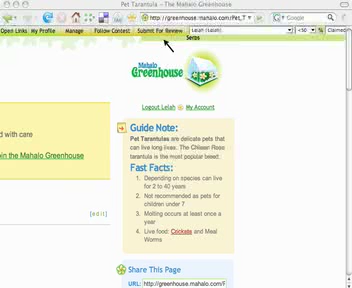 Pet Tarantula – The Mahalo Greenhouse
http://greenhouse.mahalo.com/Pet_T
Google
Open Links My Profile Manage Follow Contest Submit For Review Lelah (Lelah) <50 % Claimed
Mahalo
Greenhouse
Logout Lelah My Account
d with care
oin the Mahalo Greenhouse
[edit]
Guide Note:
Pet Tarantulas are delicate pets that
can live long lives. The Chilean Rose
tarantula is the most popular breed.
Fast Facts:
1. Depending on species can live
for 2 to 40 years
2. Not recommended as pets for
children under 7
3. Molting occurs at least once a
year
4. Live food: Crickets and Meal
Worms
Share This Page
URL: http://greenhouse.mahalo.com/P